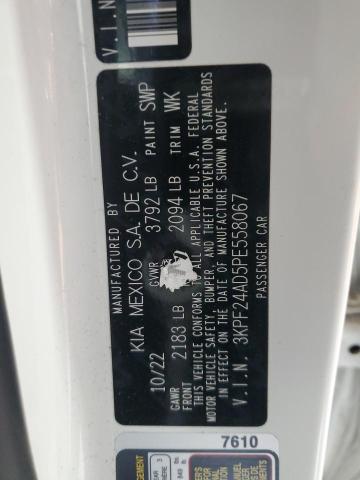 V.I.N
MANUFACTURED BY
KIA MEXICO S.A. DE C.V.
10/22 GVWR 3792 LB PAINT SWP
GAWR
FRONT 2183 LB 2094 LB TRIM WK
THIS VEHICLE CONFORMS TO ALL APPLICABLE U.S.A. FEDERAL
MOTOR VEHICLE SAFETY, BUMPER, AND THEFT PREVENTION STANDARDS
IN EFFECT ON THE DATE OF MANUFACTURE SHOWN ABOVE.
V.I.N. 3KPF24AD5PE558067
PASSENGER CAR
7610